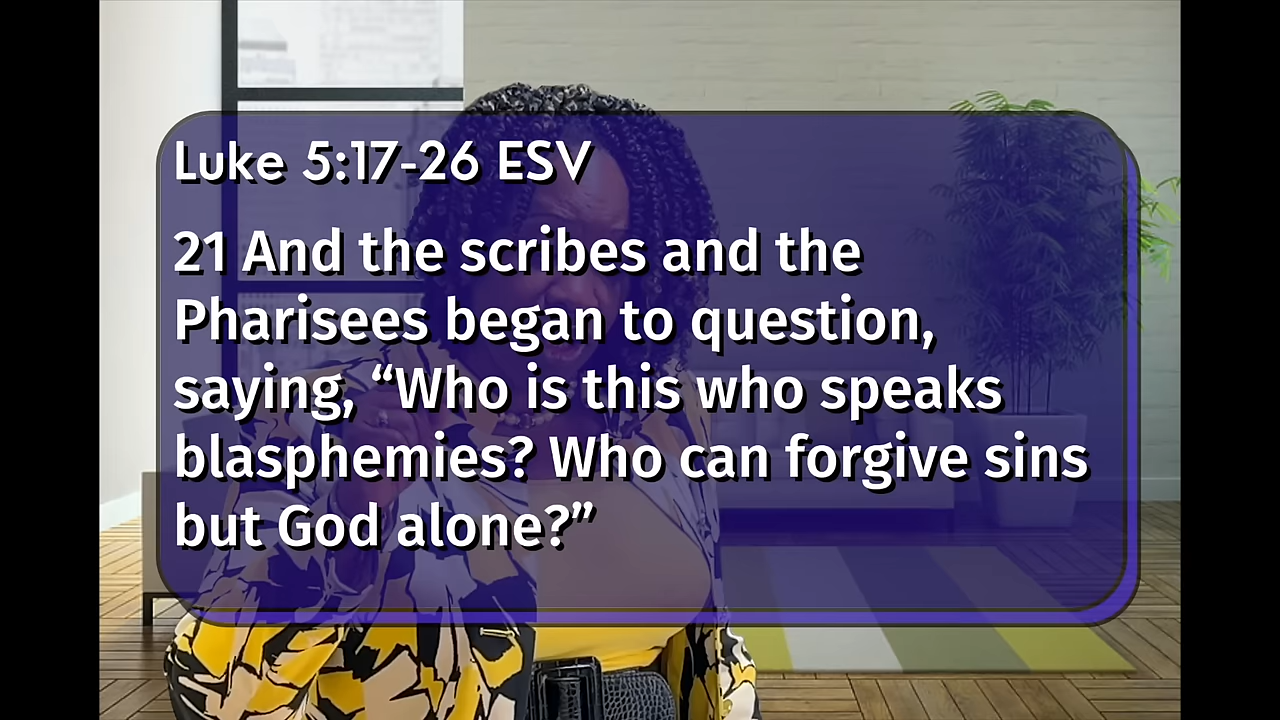 Luke 5:17-26 ESV
21 And the scribes and the
Pharisees began to question,
saying, “Who is this who speaks
blasphemies? Who can forgive sins
but God alone?”